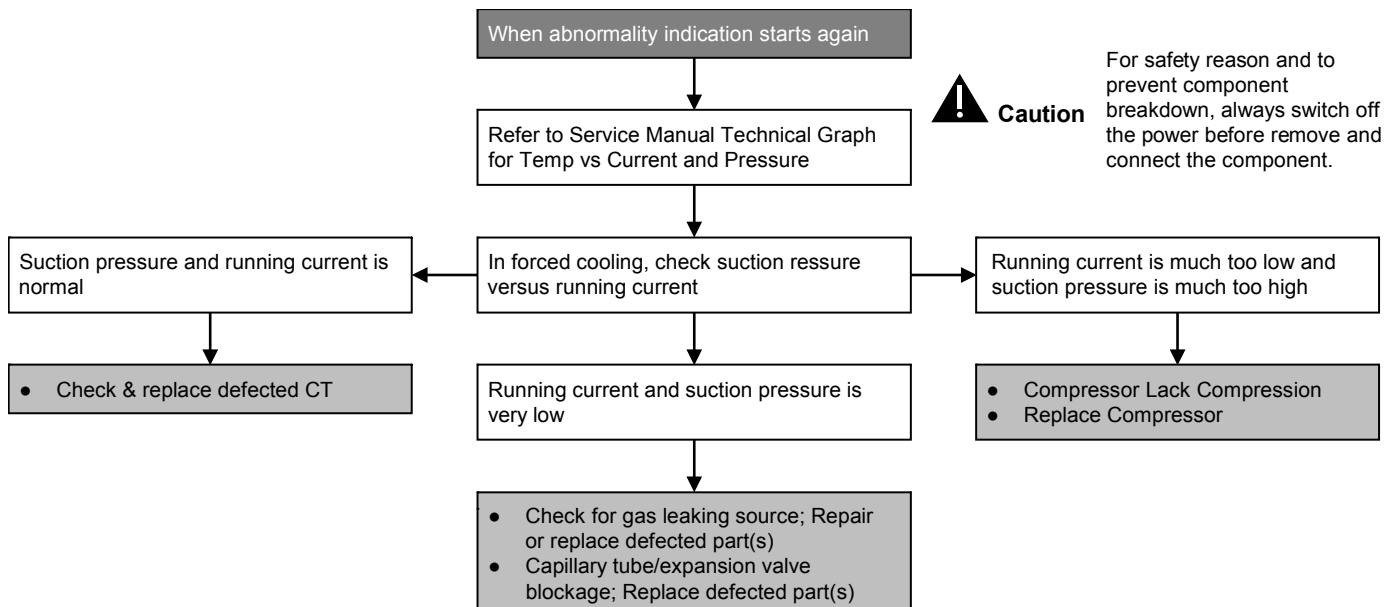 When abnormality indication starts again
Caution
For safety reason and to
prevent component
breakdown, always switch off
the power before remove and
connect the component.
Refer to Service Manual Technical Graph
for Temp vs Current and Pressure
Suction pressure and running current is
normal
In forced cooling, check suction ressure
versus running current
Running current is much too low and
suction pressure is much too high
● Check & replace defected CT
Running current and suction pressure is
very low
● Compressor Lack Compression
● Replace Compressor
● Check for gas leaking source; Repair
or replace defected part(s)
● Capillary tube/expansion valve
blockage; Replace defected part(s)